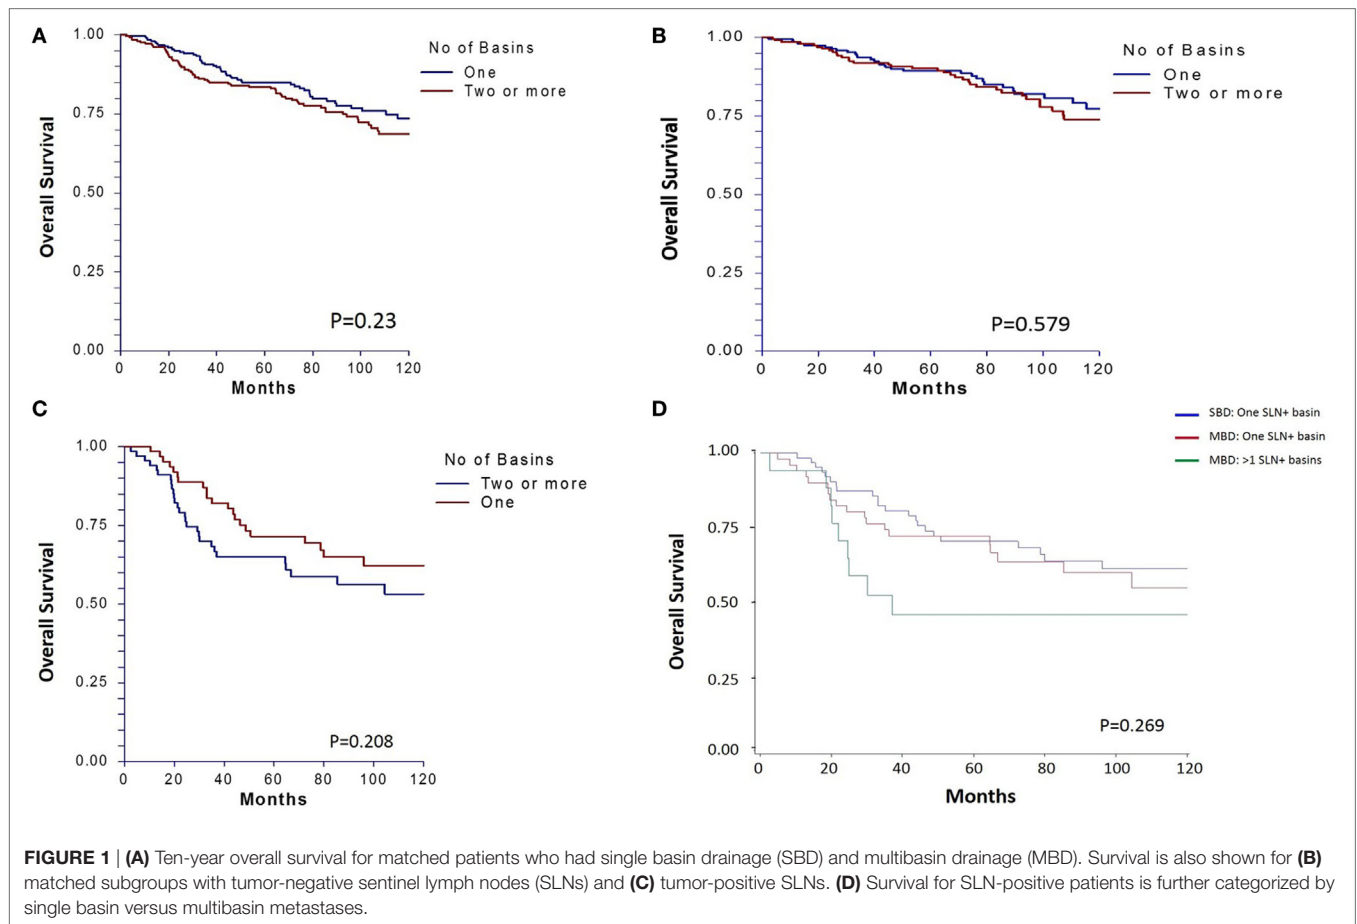 A
1.00
0.75
0.50
0.25
0.00
Overall Survival
No of Basins
One
Two or more
P=0.23
0 20 40 60 80 100 120
Months
B
1.00
0.75
0.50
0.25
0.00
Overall Survival
No of Basins
One
Two or more
P=0.579
0 20 40 60 80 100 120
Months
C
1.00
0.75
0.50
0.25
0.00
Overall Survival
No of Basins
Two or more
One
P=0.208
0 20 40 60 80 100 120
Months
D
SBD: One SLN+ basin
MBD: One SLN+ basin
MBD: >1 SLN+ basins
1.00
0.75
0.50
0.25
0.00
Overall Survival
P=0.269
0 20 40 60 80 100 120
Months
FIGURE 1 | (A) Ten-year overall survival for matched patients who had single basin drainage (SBD) and multibasin drainage (MBD). Survival is also shown for (B)
matched subgroups with tumor-negative sentinel lymph nodes (SLNs) and (C) tumor-positive SLNs. (D) Survival for SLN-positive patients is further categorized by
single basin versus multibasin metastases.